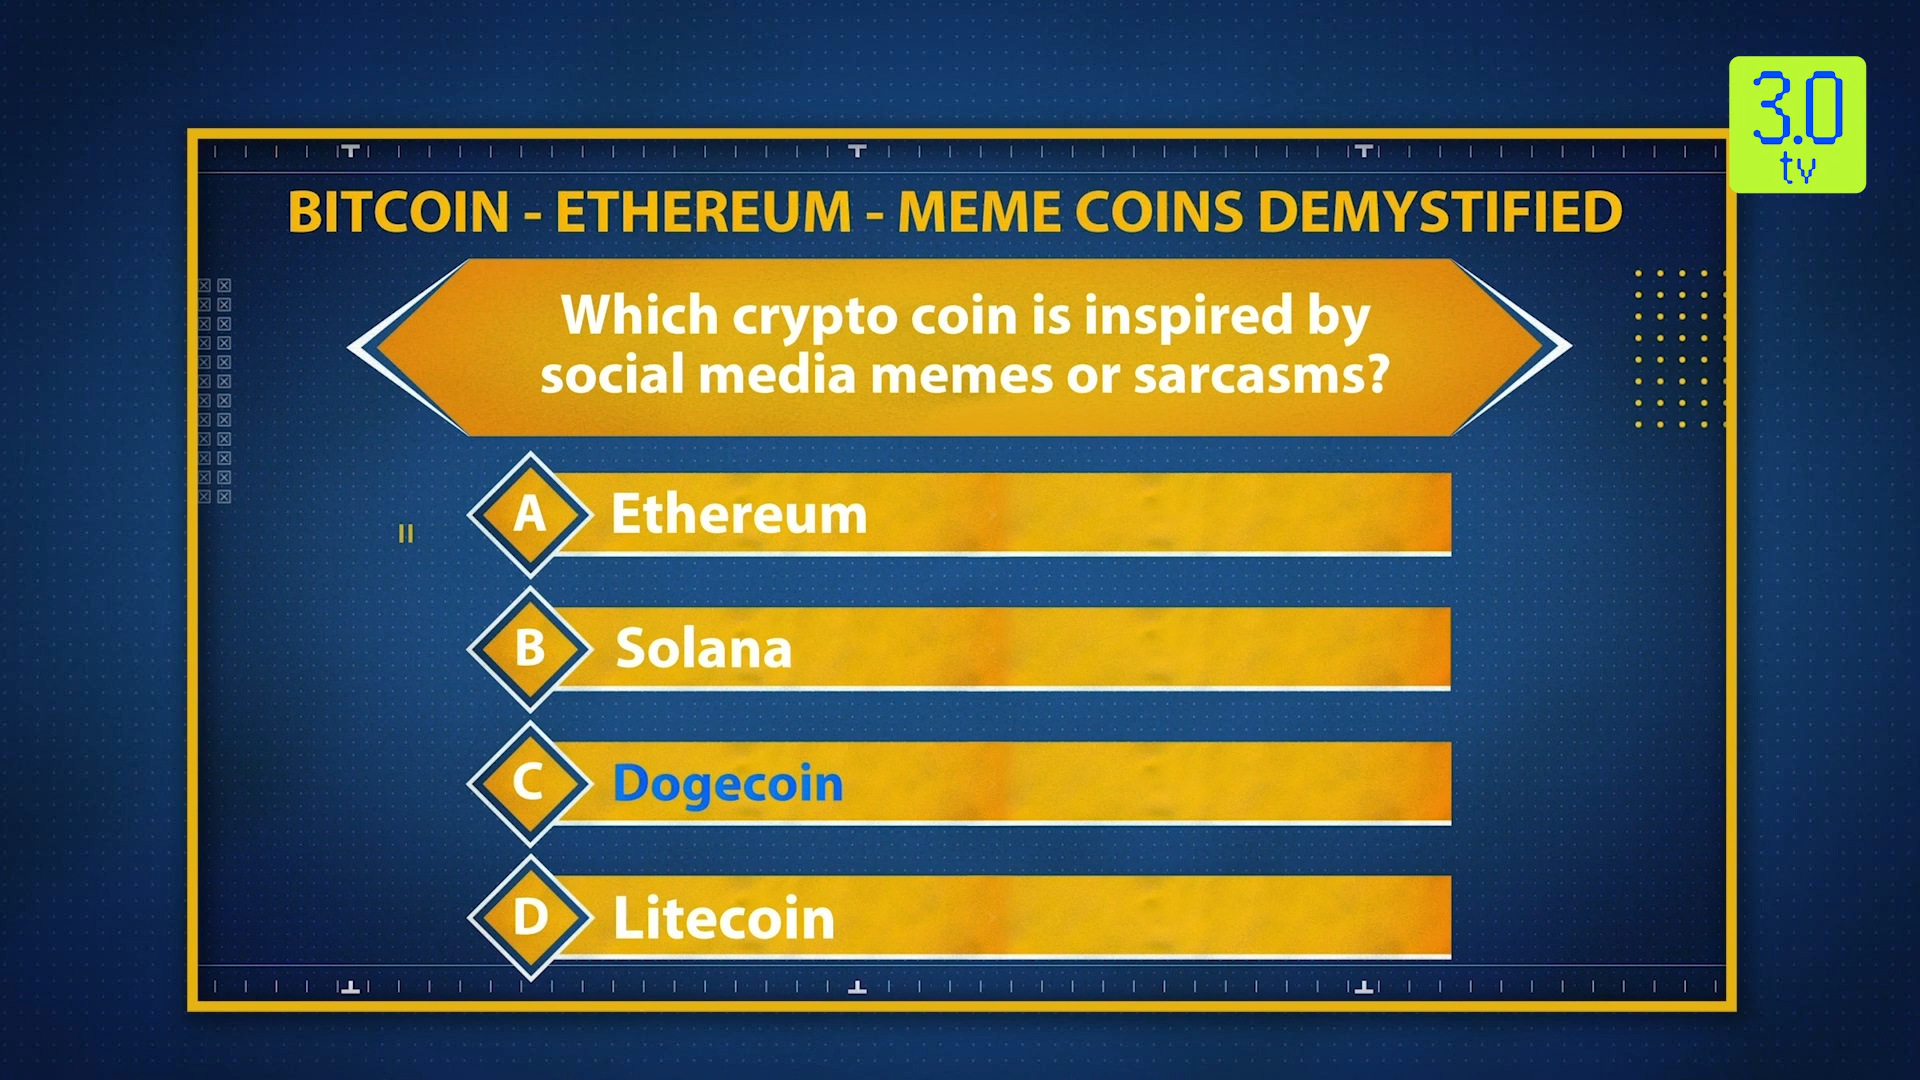 3.0
tv
BITCOIN - ETHEREUM - MEME COINS DEMYSTIFIED
Which crypto coin is inspired by
social media memes or sarcasms?
A Ethereum
B Solana
C Dogecoin
D Litecoin